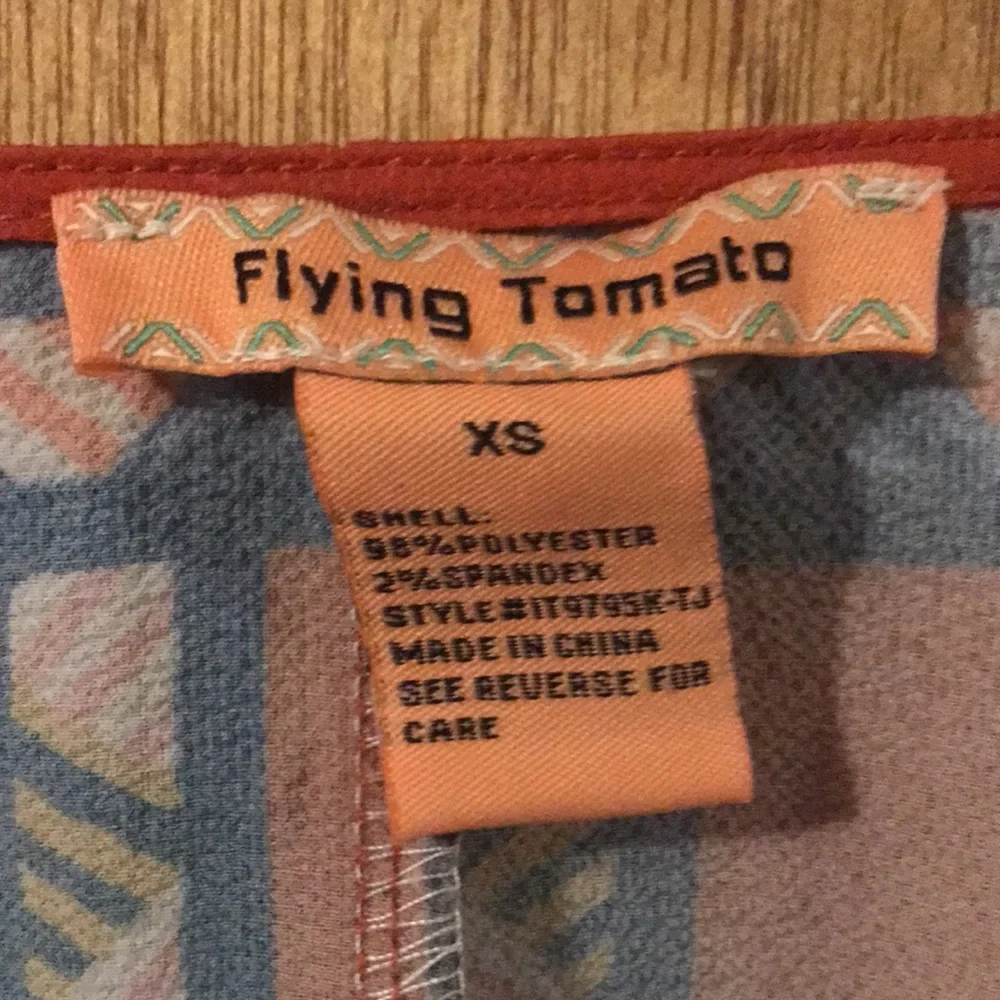 Flying Tomato
XS
SHELL:
98%POLYESTER
2%SPANDEX
STYLE#IT9795K-TJ
MADE IN CHINA
SEE REVERSE FOR
CARE